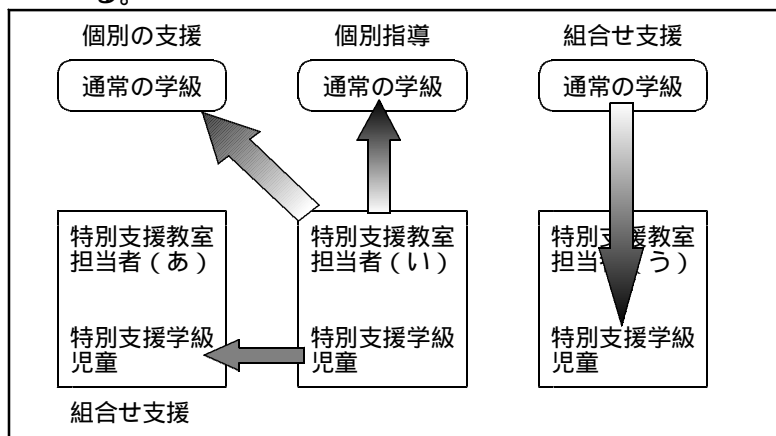 る。
個別の支援
個別指導
組合せ支援
通常の学級
通常の学級
通常の学級
特別支援教室
担当者(あ)
特別支援教室
担当者(い)
特別支援教室
担当者(う)
特別支援学級
児童
特別支援学級
児童
特別支援学級
児童
組合せ支援